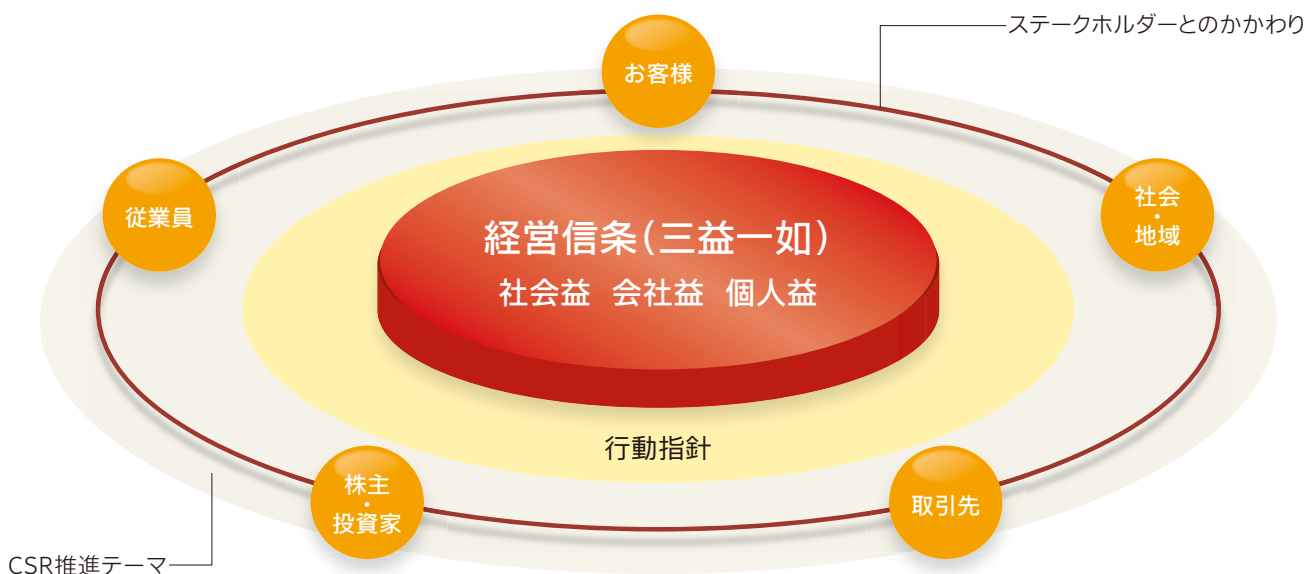 ステークホルダーとのかかわり
お客様
従業員
社会
・
地域
経営信条(三益一如)
社会益 会社益 個人益
行動指針
株主
・
投資家
取引先
CSR推進テーマ